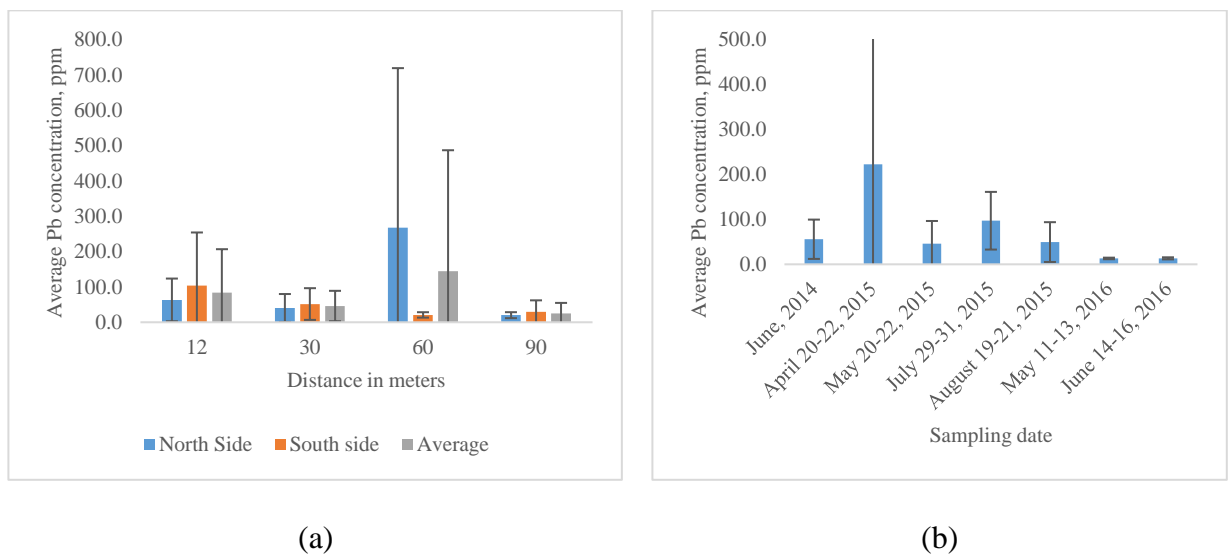 Average Pb concentration, ppm
800.0
700.0
600.0
500.0
400.0
300.0
200.0
100.0
0.0
12 30 60 90
Distance in meters
North Side South side Average
(a)
Average Pb concentration, ppm
500.0
400.0
300.0
200.0
100.0
0.0
June, 2014
April 20-22, 2015
May 20-22, 2015
July 29-31, 2015
August 19-21, 2015
May 11-13, 2016
June 14-16, 2016
Sampling date
(b)